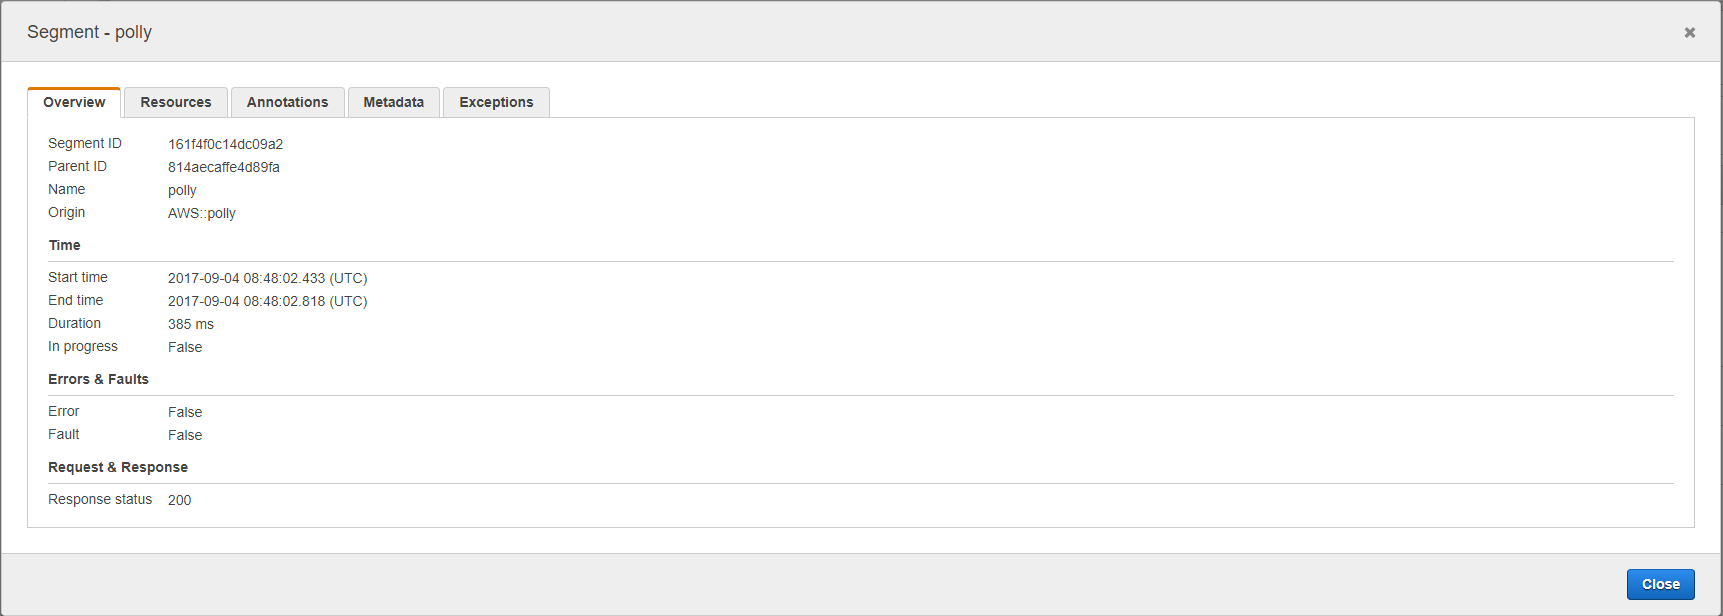 Segment - polly
Overview Resources Annotations Metadata Exceptions
Segment ID 161f4f0c14dc09a2
Parent ID 814aecaffe4d89fa
Name polly
Origin AWS::polly
Time
Start time 2017-09-04 08:48:02.433 (UTC)
End time 2017-09-04 08:48:02.818 (UTC)
Duration 385 ms
In progress False
Errors & Faults
Error False
Fault False
Request & Response
Response status 200
Close